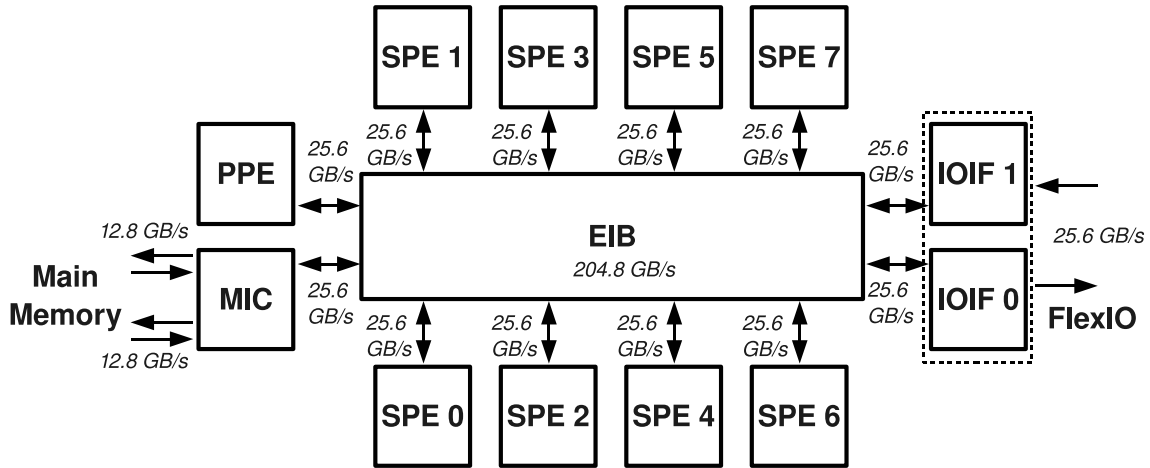 SPE 1
SPE 3
SPE 5
SPE 7
25.6
GB/s
25.6
GB/s
25.6
GB/s
25.6
GB/s
PPE
25.6
GB/s
25.6
GB/s
IOIF 1
12.8 GB/s
Main
Memory
12.8 GB/s
MIC
25.6
GB/s
EIB
204.8 GB/s
25.6
GB/s
IOIF 0
25.6 GB/s
FlexIO
25.6
GB/s
25.6
GB/s
25.6
GB/s
25.6
GB/s
SPE 0
SPE 2
SPE 4
SPE 6